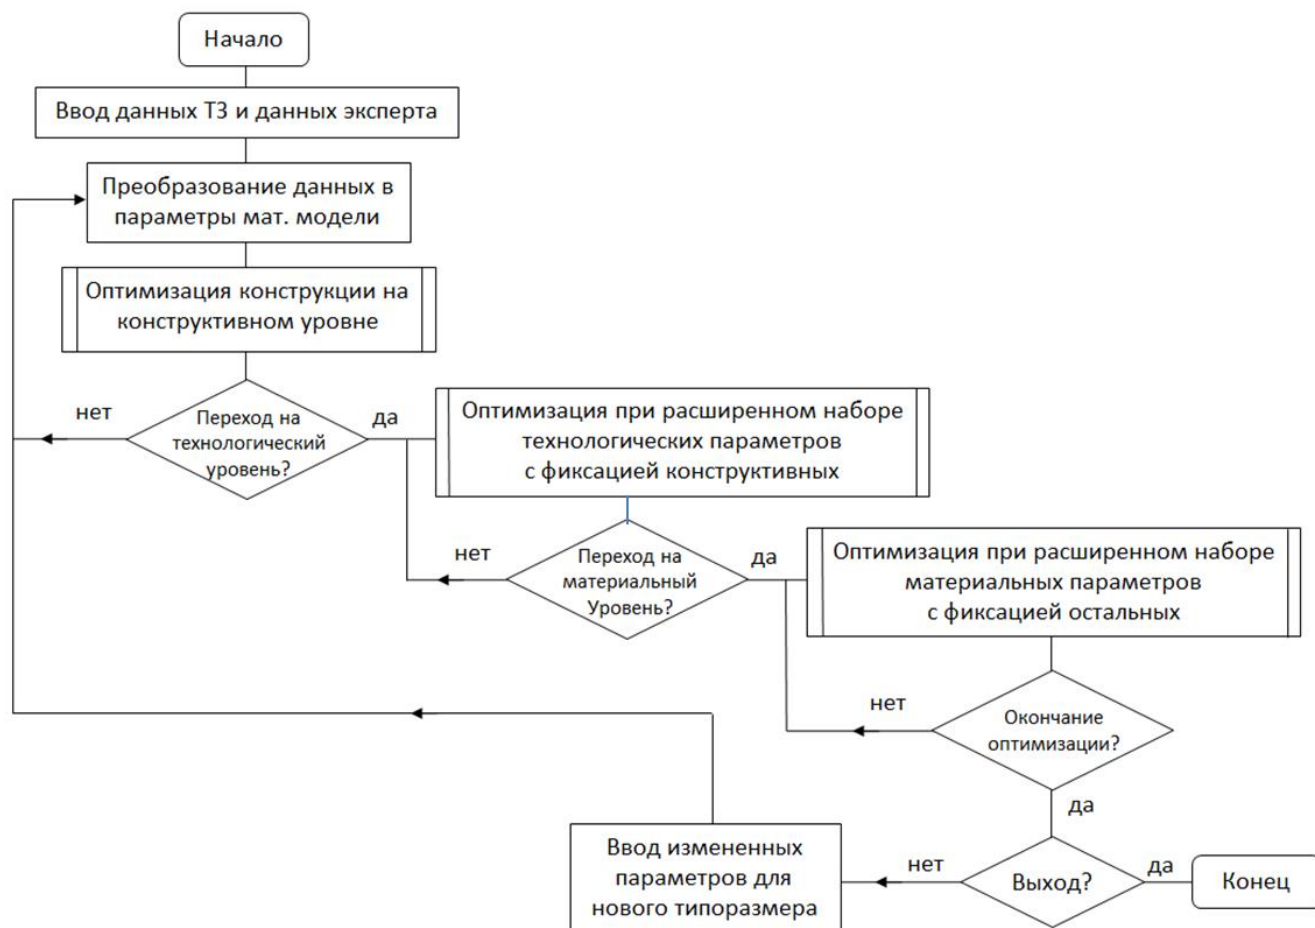 Начало
Ввод данных ТЗ и данных эксперта
Преобразование данных в
параметры мат. модели
Оптимизация конструкции на
конструктивном уровне
нет
Переход на
технологический
уровень?
да
Оптимизация при расширенном наборе
технологических параметров
с фиксацией конструктивных
нет
Переход на
материальный
Уровень?
да
Оптимизация при расширенном наборе
материальных параметров
с фиксацией остальных
нет
Окончание
оптимизации?
да
Ввод измененных
параметров для
нового типоразмера
нет
Выход?
да
Конец